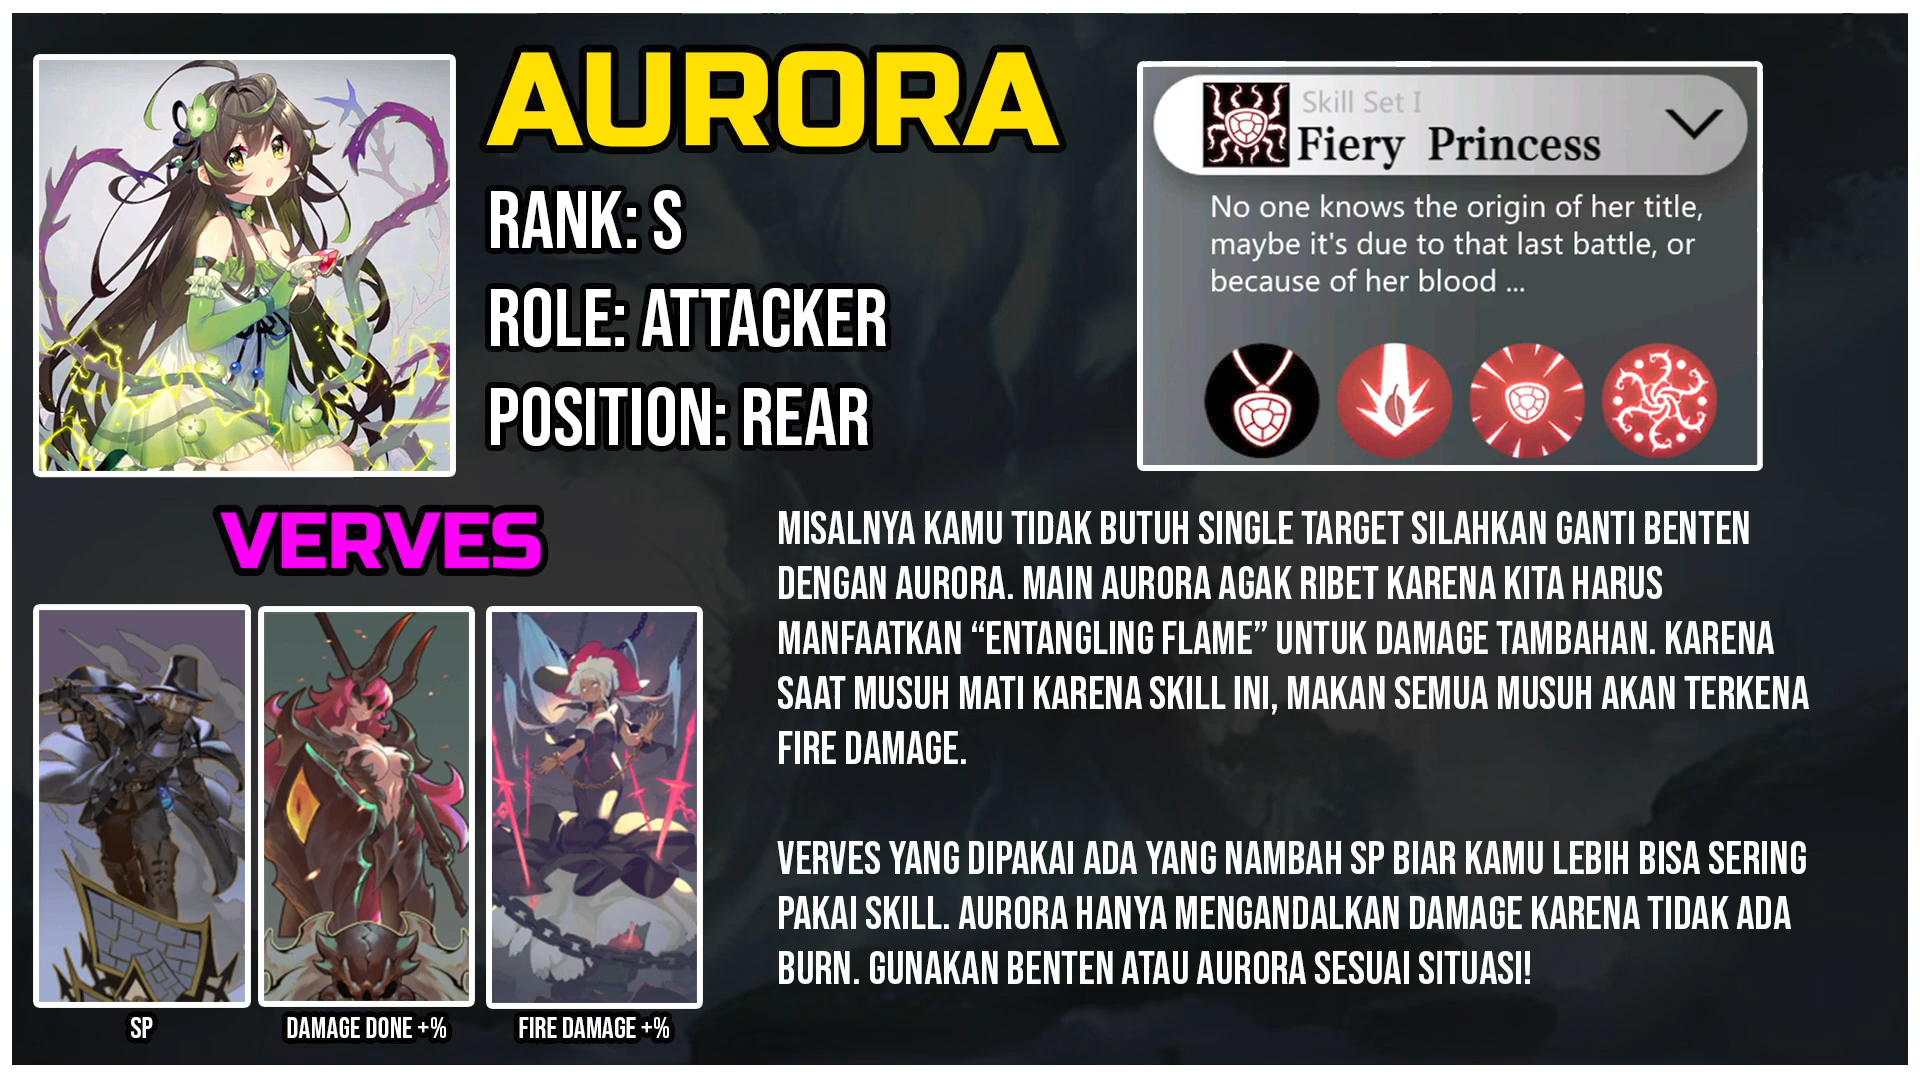 AURORA
RANK: S
ROLE: ATTACKER
POSITION: REAR
Skill Set I
Fiery Princess
No one knows the origin of her title,
maybe it's due to that last battle, or
because of her blood ...
VERVES
SP
DAMAGE DONE +%
FIRE DAMAGE +%
MISALNYA KAMU TIDAK BUTUH SINGLE TARGET SILAHKAN GANTI BENTEN
DENGAN AURORA. MAIN AURORA AGAK RIBET KARENA KITA HARUS
MANFAATKAN “ENTANGLING FLAME” UNTUK DAMAGE TAMBAHAN. KARENA
SAAT MUSUH MATI KARENA SKILL INI, MAKAN SEMUA MUSUH AKAN TERKENA
FIRE DAMAGE.
VERVES YANG DIPAKAI ADA YANG NAMBAH SP BIAR KAMU LEBIH BISA SERING
PAKAI SKILL. AURORA HANYA MENGANDALKAN DAMAGE KARENA TIDAK ADA
BURN. GUNAKAN BENTEN ATAU AURORA SESUAI SITUASI!